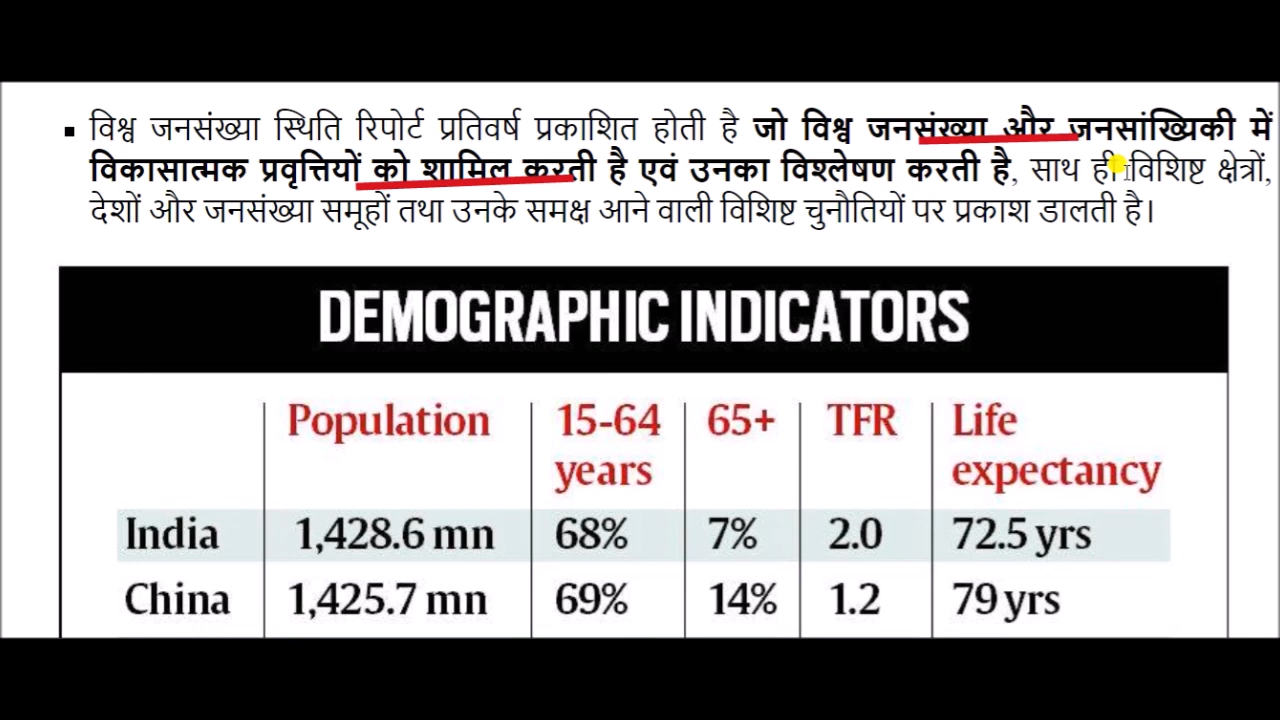 ▪ विश्व जनसंख्या स्थिति रिपोर्ट प्रतिवर्ष प्रकाशित होती है जो विश्व जनसंख्या और जनसांख्यिकी में
विकासात्मक प्रवृत्तियों को शामिल करती है एवं उनका विश्लेषण करती है, साथ ही विशिष्ट क्षेत्रों,
देशों और जनसंख्या समूहों तथा उनके समक्ष आने वाली विशिष्ट चुनौतियों पर प्रकाश डालती है।
DEMOGRAPHIC INDICATORS
Population 15-64 65+ TFR Life
years expectancy
India 1,428.6 mn 68% 7% 2.0 72.5 yrs
China 1,425.7 mn 69% 14% 1.2 79 yrs